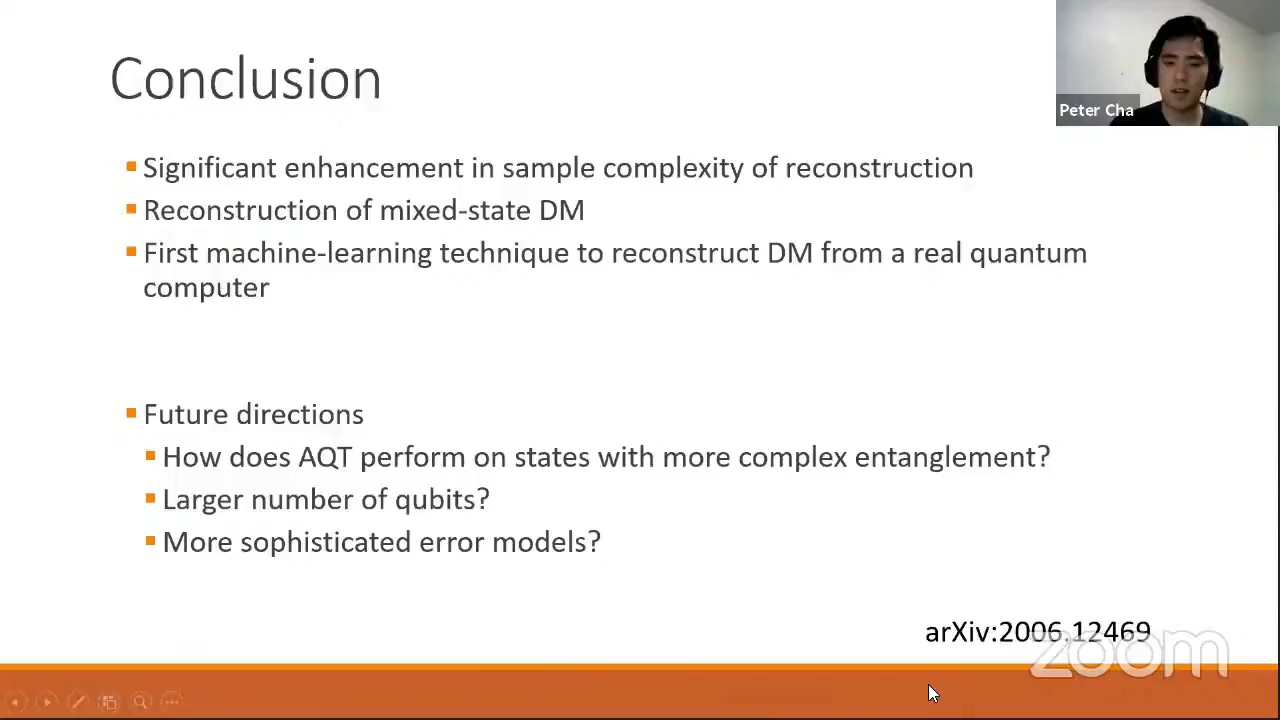 Conclusion
Peter Cha
Significant enhancement in sample complexity of reconstruction
Reconstruction of mixed-state DM
First machine-learning technique to reconstruct DM from a real quantum
computer
Future directions
How does AQT perform on states with more complex entanglement?
Larger number of qubits?
More sophisticated error models?
arXiv:2006.12469
zoom